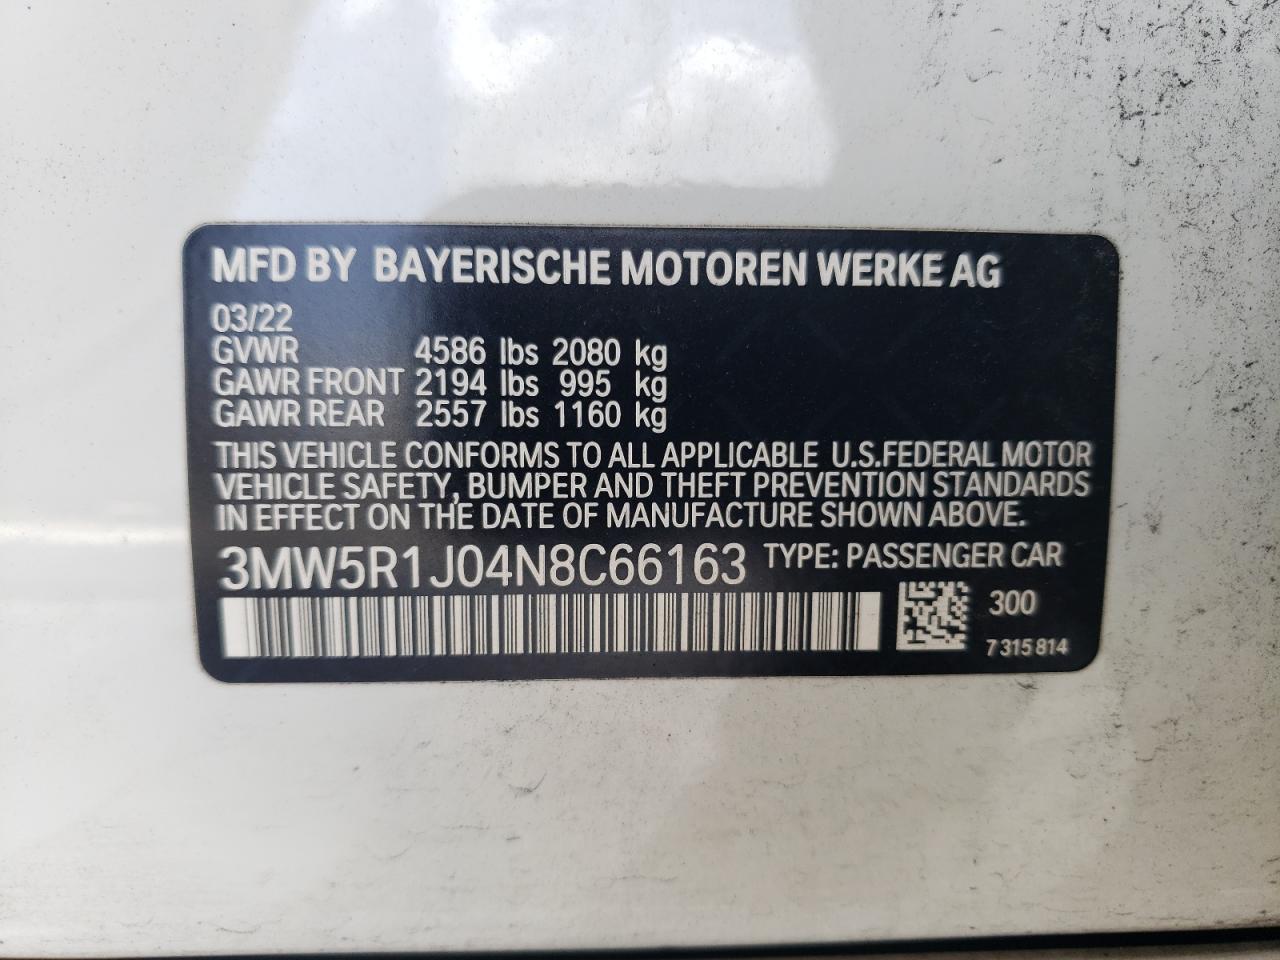 MFD BY BAYERISCHE MOTOREN WERKE AG
03/22
GVWR 4586 lbs 2080 kg
GAWR FRONT 2194 lbs 995 kg
GAWR REAR 2557 lbs 1160 kg
THIS VEHICLE CONFORMS TO ALL APPLICABLE U.S.FEDERAL MOTOR
VEHICLE SAFETY, BUMPER AND THEFT PREVENTION STANDARDS
IN EFFECT ON THE DATE OF MANUFACTURE SHOWN ABOVE.
3MW5R1J04N8C66163 TYPE: PASSENGER CAR
300
7 315 814